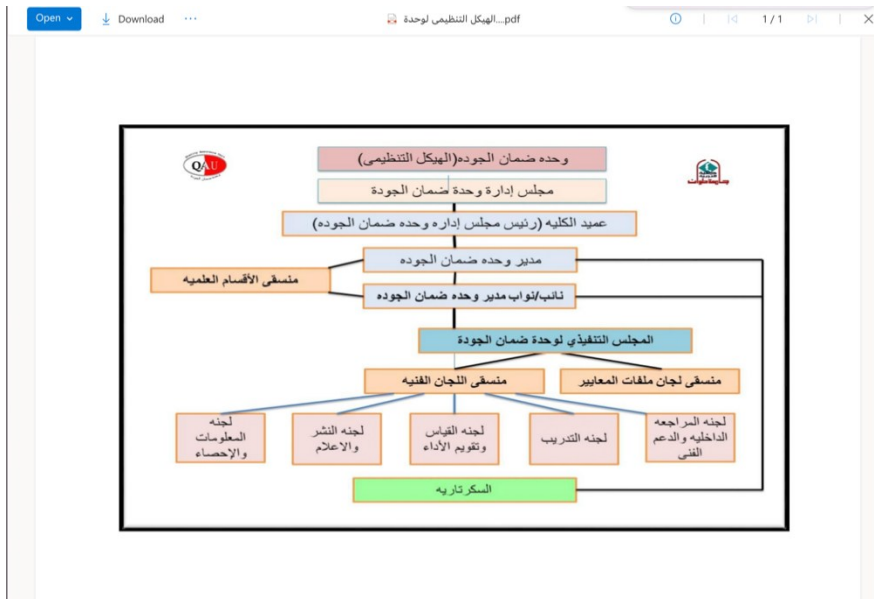 Open
Download
...
الهيكل التنظيمى لوحدة....pdf
1 / 1
QAU
وحده ضمان الجوده(الهيكل التنظيمى)
مجلس إدارة وحدة ضمان الجودة
عميد الكليه (رئيس مجلس إداره وحده ضمان الجوده)
مدير وحده ضمان الجوده
منسقى الأقسام العلميه
نائب/نواب مدير وحده ضمان الجوده
المجلس التنفيذي لوحدة ضمان الجودة
منسقى لجان ملفات المعايير
منسقى اللجان الفنيه
لجنه المراجعه
الداخليه والدعم
الفنى
لجنه التدريب
لجنه القياس
وتقويم الأداء
لجنه النشر
والاعلام
لجنه
المعلومات
والإحصاء
السكرتاريه